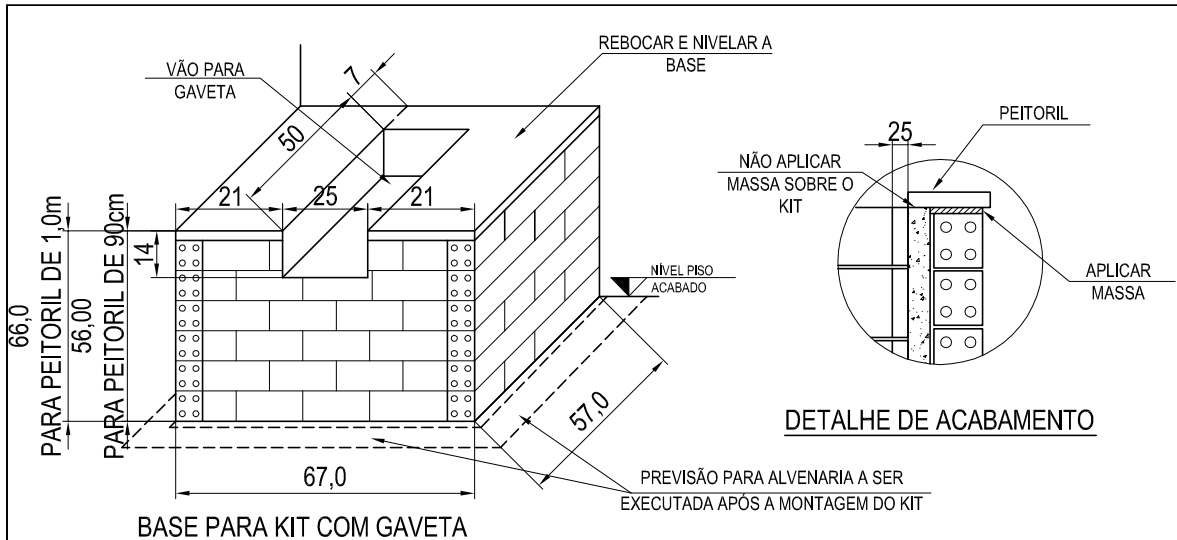 VÃO PARA
GAVETA
REBOCAR E NIVELAR A
BASE
7
50
21
25
21
14
66,0
PARA PEITORIL DE 1,0m
56,00
PARA PEITORIL DE 90cm
NÍVEL PISO
ACABADO
57,0
67,0
PREVISÃO PARA ALVENARIA A SER
EXECUTADA APÓS A MONTAGEM DO KIT
BASE PARA KIT COM GAVETA
25
PEITORIL
NÃO APLICAR
MASSA SOBRE O
KIT
APLICAR
MASSA
DETALHE DE ACABAMENTO